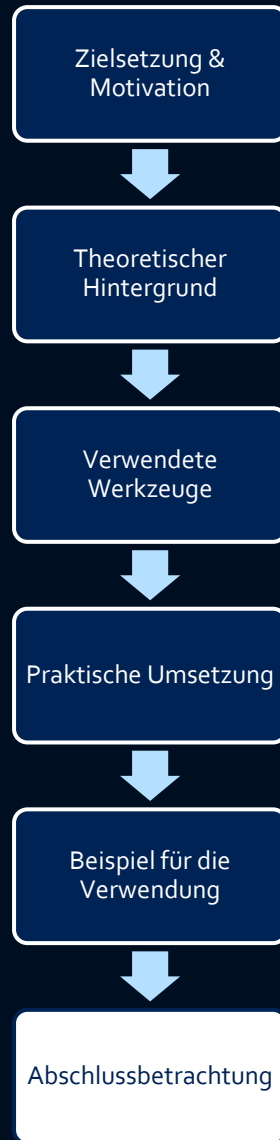 Zielsetzung &
Motivation
Theoretischer
Hintergrund
Verwendete
Werkzeuge
Praktische Umsetzung
Beispiel für die
Verwendung
Abschlussbetrachtung